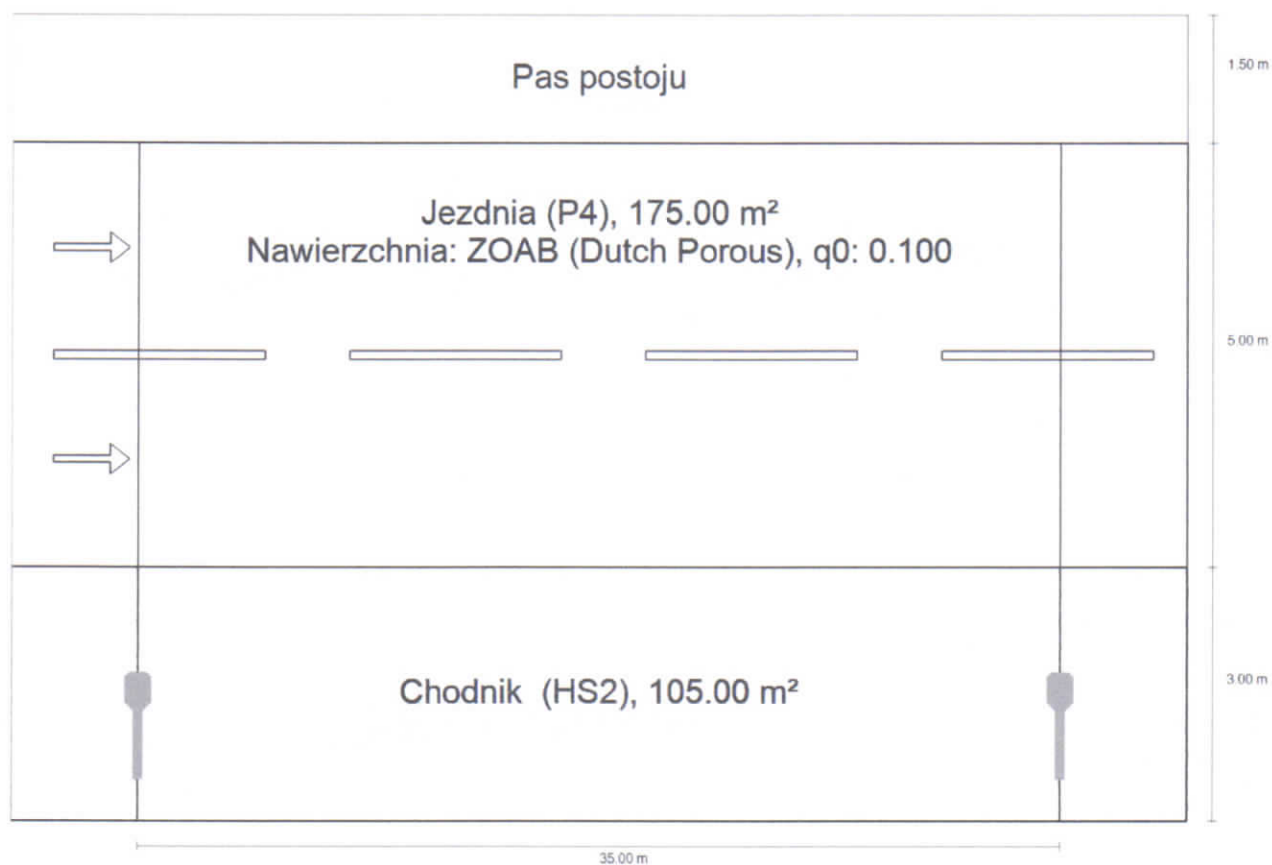 Pas postoju
1.50 m
Jezdnia (P4), 175.00 m²
Nawierzchnia: ZOAB (Dutch Porous), q0: 0.100
5.00 m
Chodnik (HS2), 105.00 m²
3.00 m
35.00 m